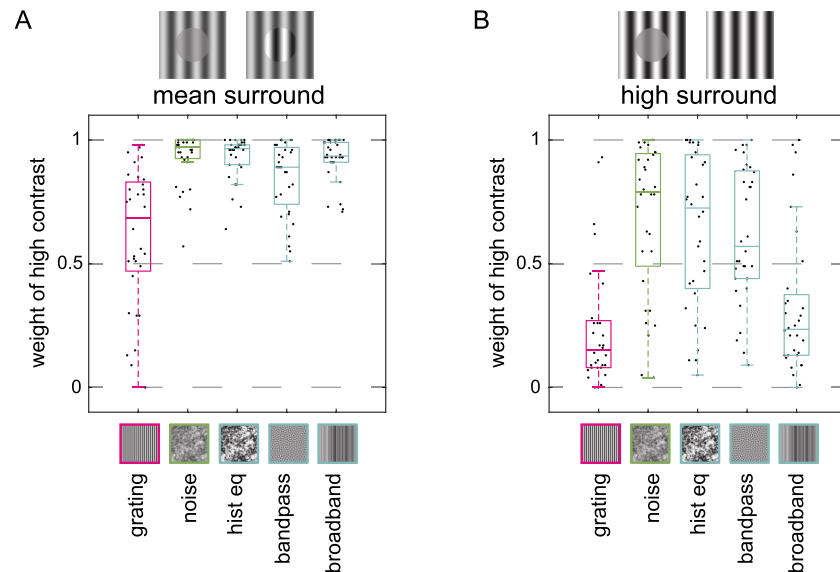 A
B
mean surround
high surround
weight of high contrast
1
0.5
0
grating
noise
hist eq
bandpass
broadband
weight of high contrast
1
0.5
0
grating
noise
hist eq
bandpass
broadband